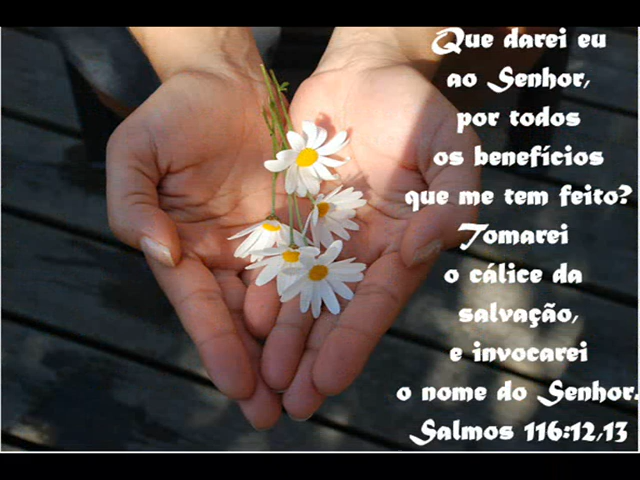 Que darei eu
ao Senhor,
por todos
os benefícios
que me tem feito?
Tomarei
o cálice da
salvação,
e invocarei
o nome do Senhor.
Salmos 116:12,13